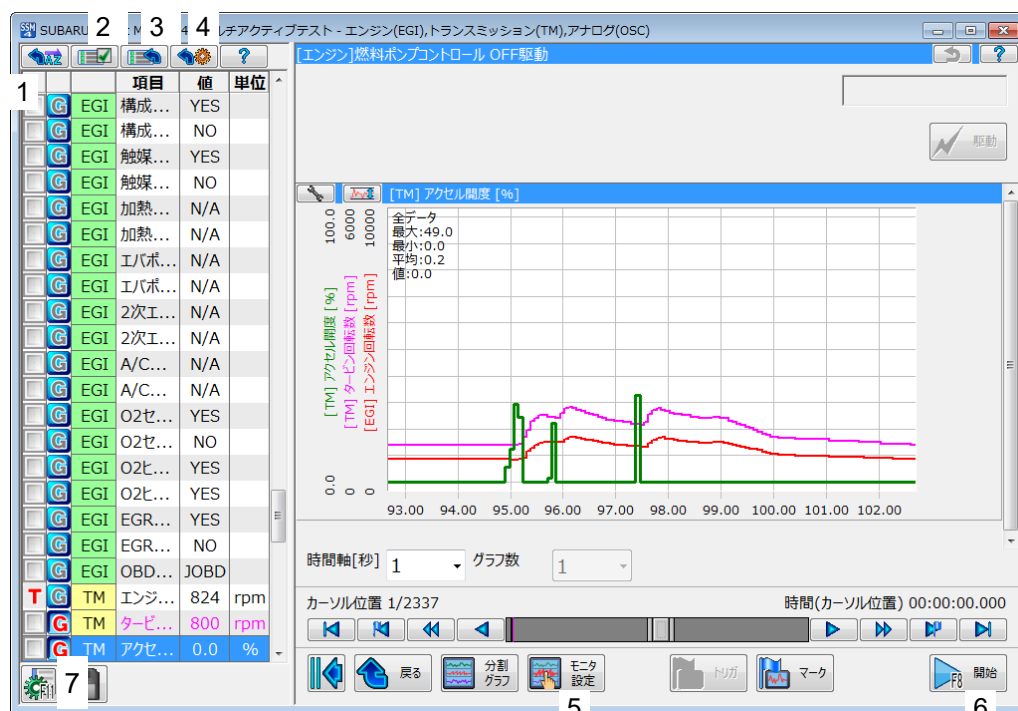 SUBARU 2 3 4 ルチアクティブテスト - エンジン(EGI),トランスミッション(TM),アナログ(OSC)
AZ ?
[エンジン]燃料ポンプコントロール OFF駆動 ?
項目 値 単位
1
G EGI 構成... YES
G EGI 構成... NO
G EGI 触媒... YES
G EGI 触媒... NO
G EGI 加熱... N/A
G EGI 加熱... N/A
G EGI エバポ... N/A
G EGI エバポ... N/A
G EGI 2次エ... N/A
G EGI 2次エ... N/A
G EGI A/C... N/A
G EGI A/C... N/A
G EGI O2セ... YES
G EGI O2セ... NO
G EGI O2ヒ... YES
G EGI O2ヒ... YES
G EGI EGR... YES
G EGI EGR... NO
G EGI OBD... JOBD
T G TM エンジ... 824 rpm
G TM タービ... 800 rpm
G TM アクセ... 0.0 %
F11 7
駆動
[TM] アクセル開度 [%]
100.0
6000
10000
全データ
最大:49.0
最小:0.0
平均:0.2
値:0.0
[TM] アクセル開度 [%]
[TM] タービン回転数 [rpm]
[EGI] エンジン回転数 [rpm]
0.0
0
0
93.00 94.00 95.00 96.00 97.00 98.00 99.00 100.00 101.00 102.00
時間軸[秒] 1 グラフ数 1
カーソル位置 1/2337 時間(カーソル位置) 00:00:00.000
戻る 分割グラフ モニタ設定 トリガ マーク F8 開始
5 6